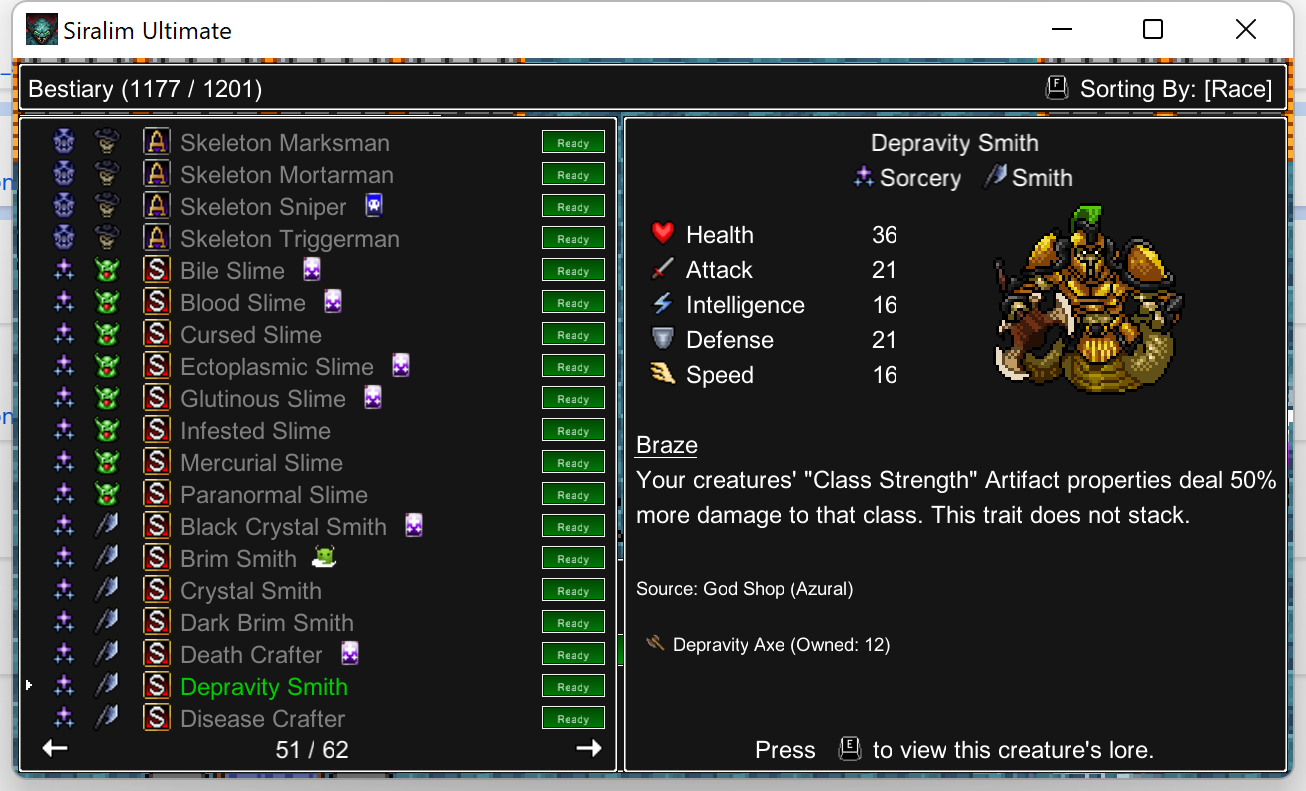 Siralim Ultimate
Bestiary (1177 / 1201)
F Sorting By: [Race]
A Skeleton Marksman Ready
A Skeleton Mortarman Ready
A Skeleton Sniper Ready
A Skeleton Triggerman Ready
S Bile Slime Ready
S Blood Slime Ready
S Cursed Slime Ready
S Ectoplasmic Slime Ready
S Glutinous Slime Ready
S Infested Slime Ready
S Mercurial Slime Ready
S Paranormal Slime Ready
S Black Crystal Smith Ready
S Brim Smith Ready
S Crystal Smith Ready
S Dark Brim Smith Ready
S Death Crafter Ready
S Depravity Smith Ready
S Disease Crafter Ready
51 / 62
Depravity Smith
Sorcery Smith
Health 36
Attack 21
Intelligence 16
Defense 21
Speed 16
Braze
Your creatures' "Class Strength" Artifact properties deal 50%
more damage to that class. This trait does not stack.
Source: God Shop (Azural)
Depravity Axe (Owned: 12)
Press E to view this creature's lore.